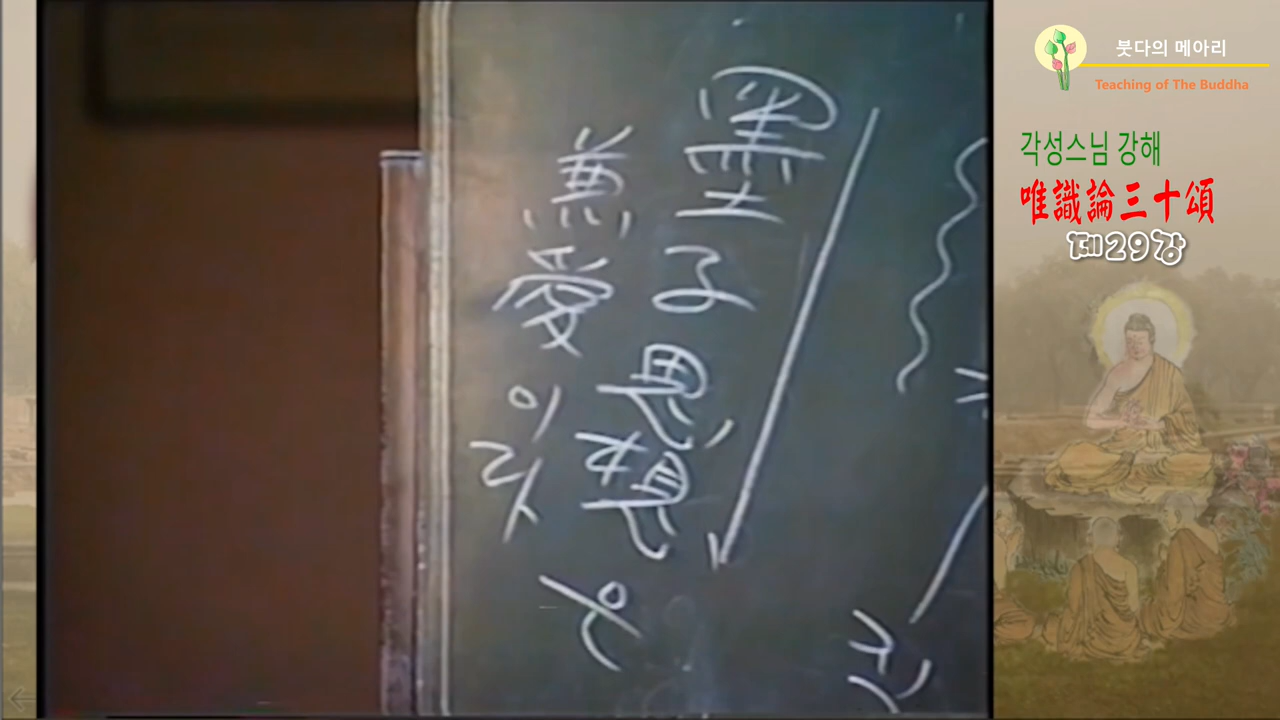 墨子思想은
兼愛이라
붓다의 메아리
Teaching of The Buddha
각성스님 강해
唯識論三十頌
제29강